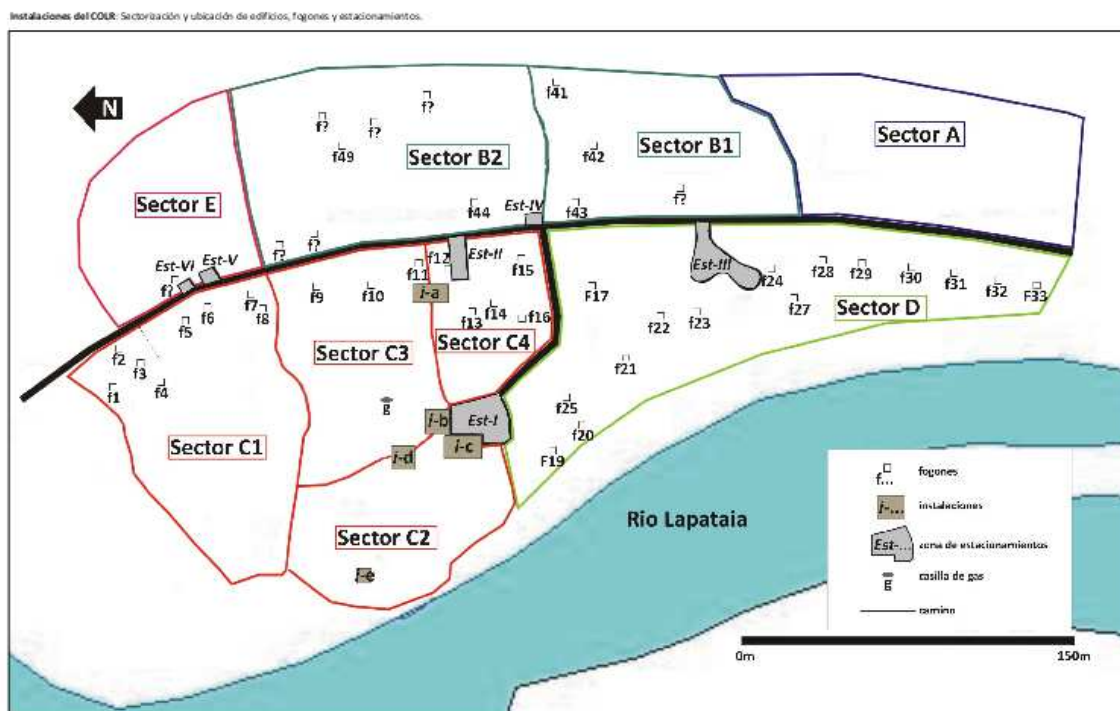 Instalaciones del COLR: Sectorización y ubicación de edificios, fogones y estacionamientos.
N
f41
f?
f?
f?
f49
f42
Sector B2
Sector B1
Sector A
Sector E
f?
f44
Est-IV
f43
f?
f?
Est-VI
Est-V
f?
f12
Est-II
f11
f15
Est-III
f24
f28
f29
f30
f31
f32
F33
f9
f10
i-a
F17
f7
f8
f6
f5
f13
f14
f16
f22
f23
f27
Sector D
f2
f3
f1
f4
Sector C3
Sector C4
f21
g
i-b
Est-I
f25
i-c
f20
Sector C1
i-d
F19
Río Lapataia
Sector C2
i-e
f...
fogones
i-...
instalaciones
Est-...
zona de estacionamientos
g
casilla de gas
camino
0m
150m